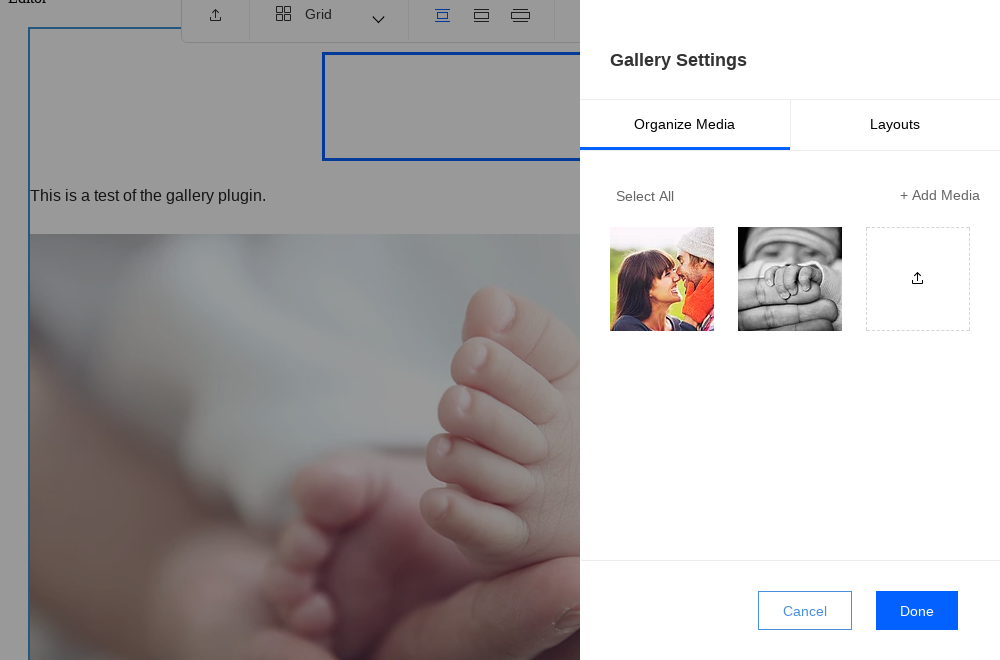 Editor
Grid
Gallery Settings
Organize Media
Layouts
Select All
+ Add Media
This is a test of the gallery plugin.
Cancel
Done